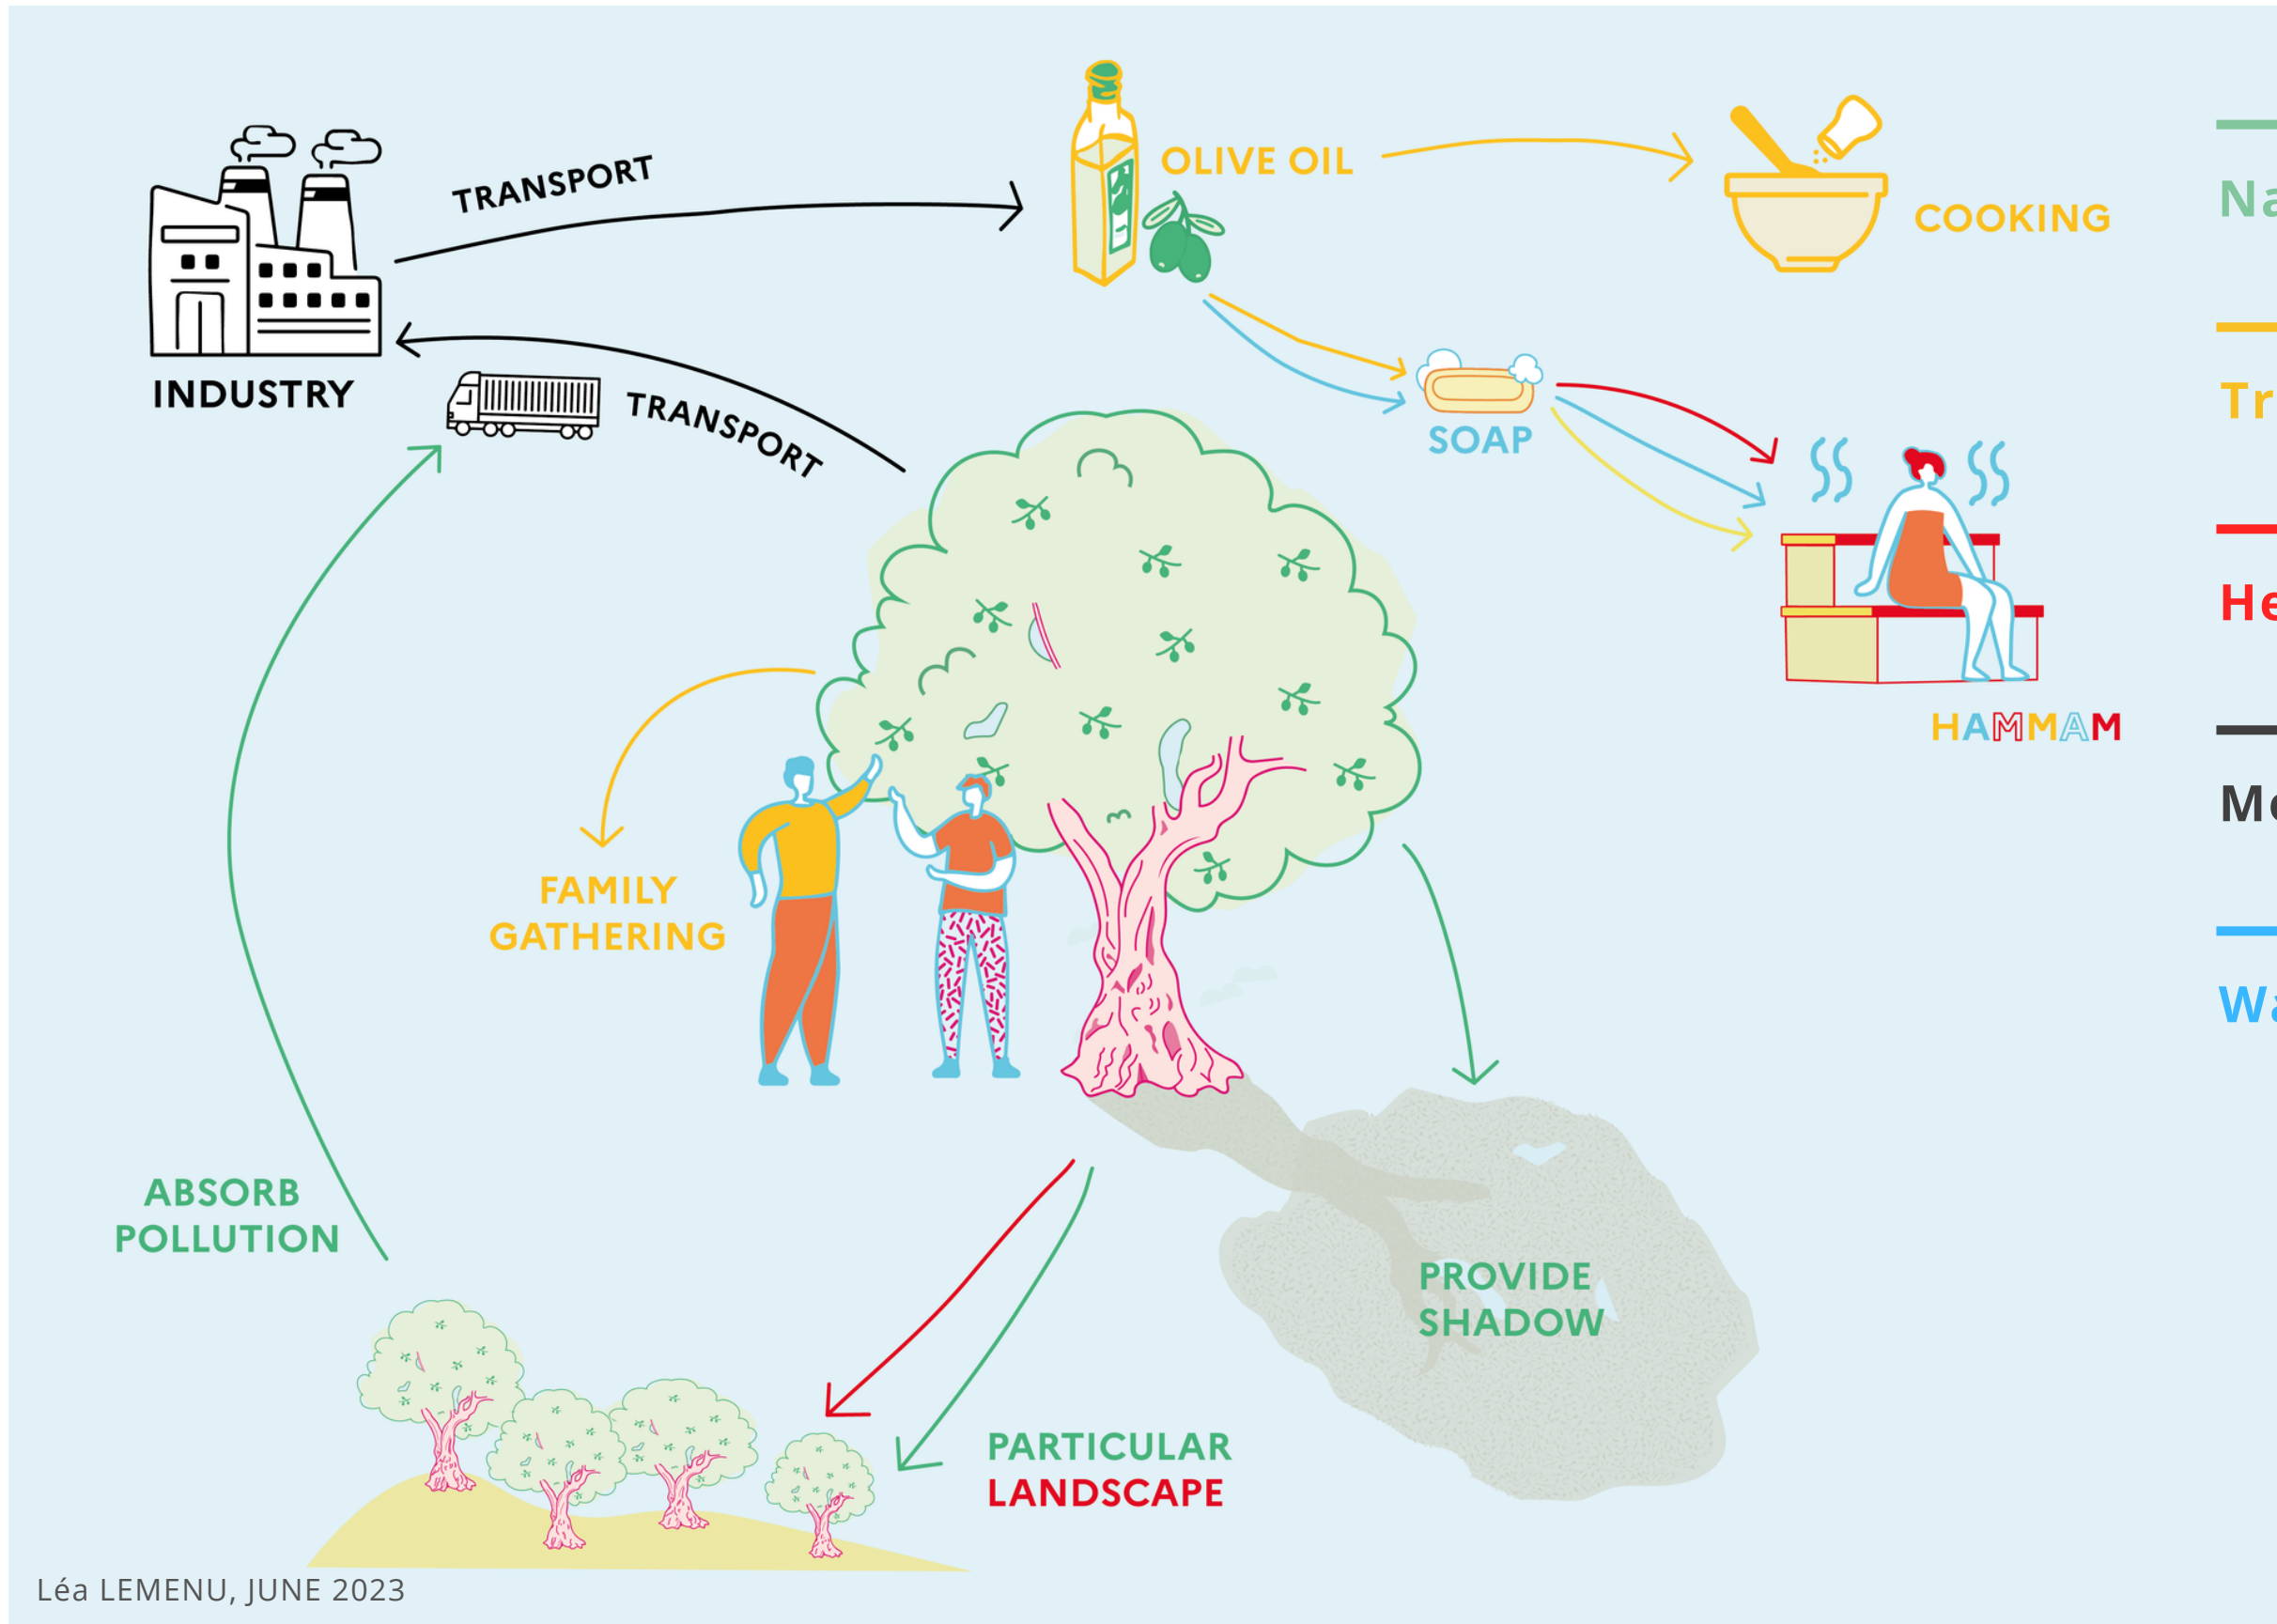 TRANSPORT
OLIVE OIL
COOKING
INDUSTRY
TRANSPORT
SOAP
HAMMAM
FAMILY
GATHERING
ABSORB
POLLUTION
PROVIDE
SHADOW
PARTICULAR
LANDSCAPE
Léa LEMENU, JUNE 2023